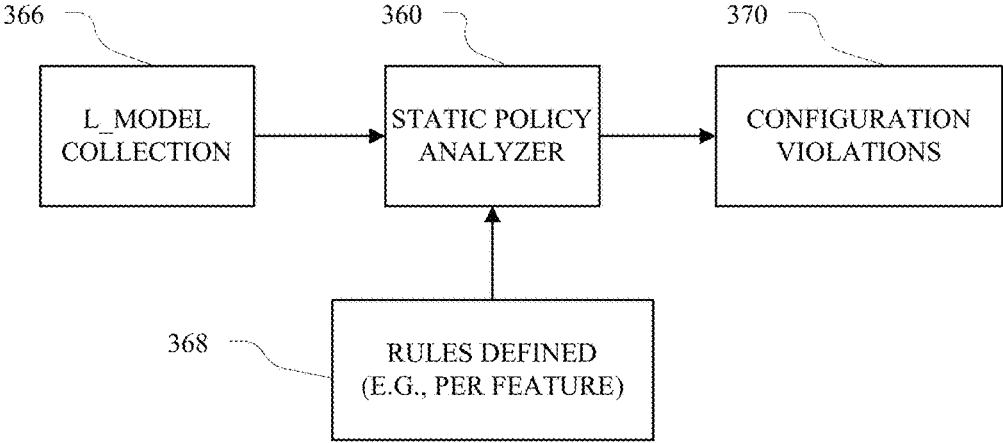 366
360
370
L_MODEL
COLLECTION
STATIC POLICY
ANALYZER
CONFIGURATION
VIOLATIONS
368
RULES DEFINED
(E.G., PER FEATURE)